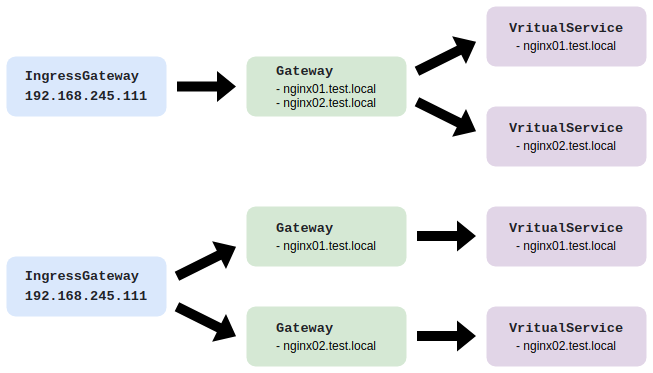 VritualService
- nginx01.test.local
IngressGateway
192.168.245.111
Gateway
- nginx01.test.local
- nginx02.test.local
VritualService
- nginx02.test.local
Gateway
- nginx01.test.local
VritualService
- nginx01.test.local
IngressGateway
192.168.245.111
Gateway
- nginx02.test.local
VritualService
- nginx02.test.local